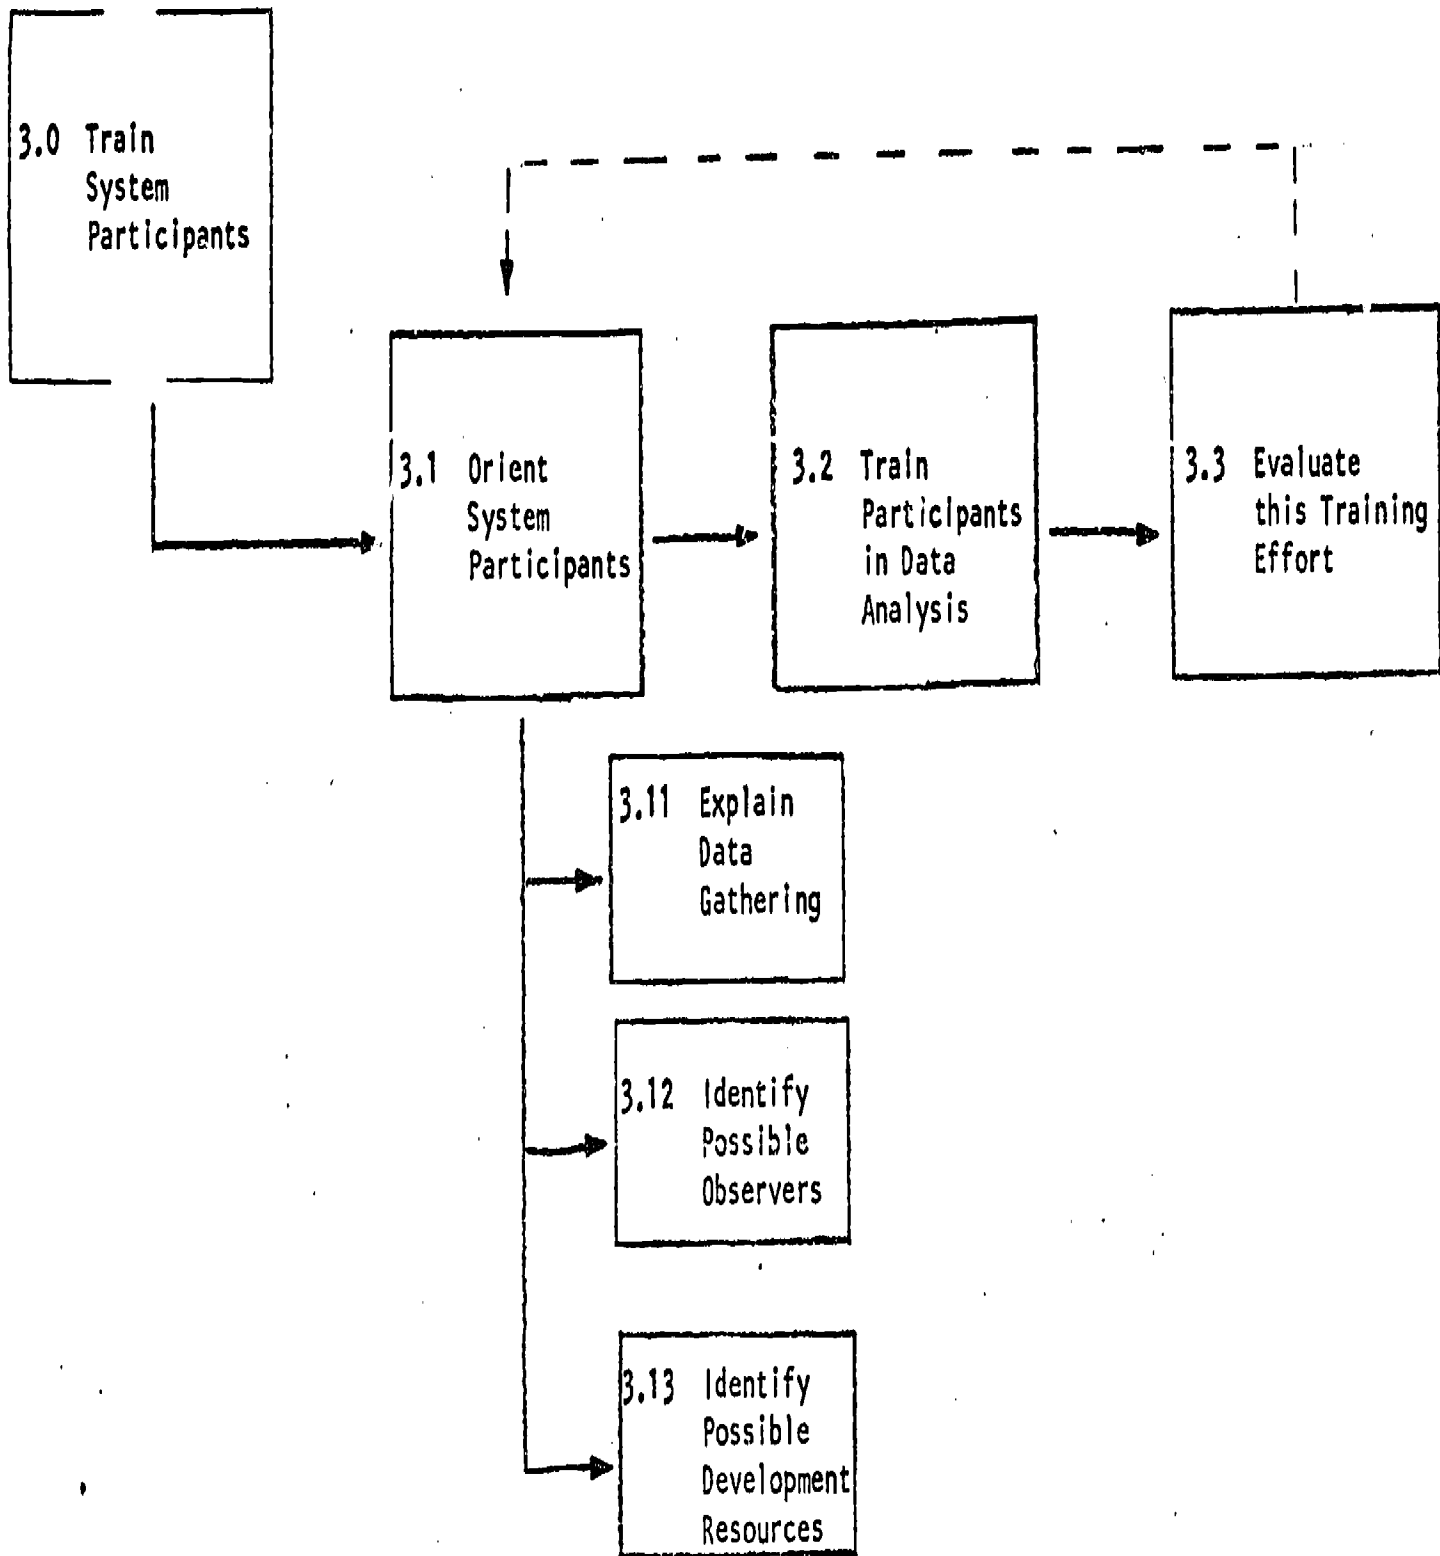 3.0 Train
System
Participants
3.1 Orient
System
Participants
3.2 Train
Participants
in Data
Analysis
3.3 Evaluate
this Training
Effort
3.11 Explain
Data
Gathering
3.12 Identify
Possible
Observers
3.13 Identify
Possible
Development
Resources